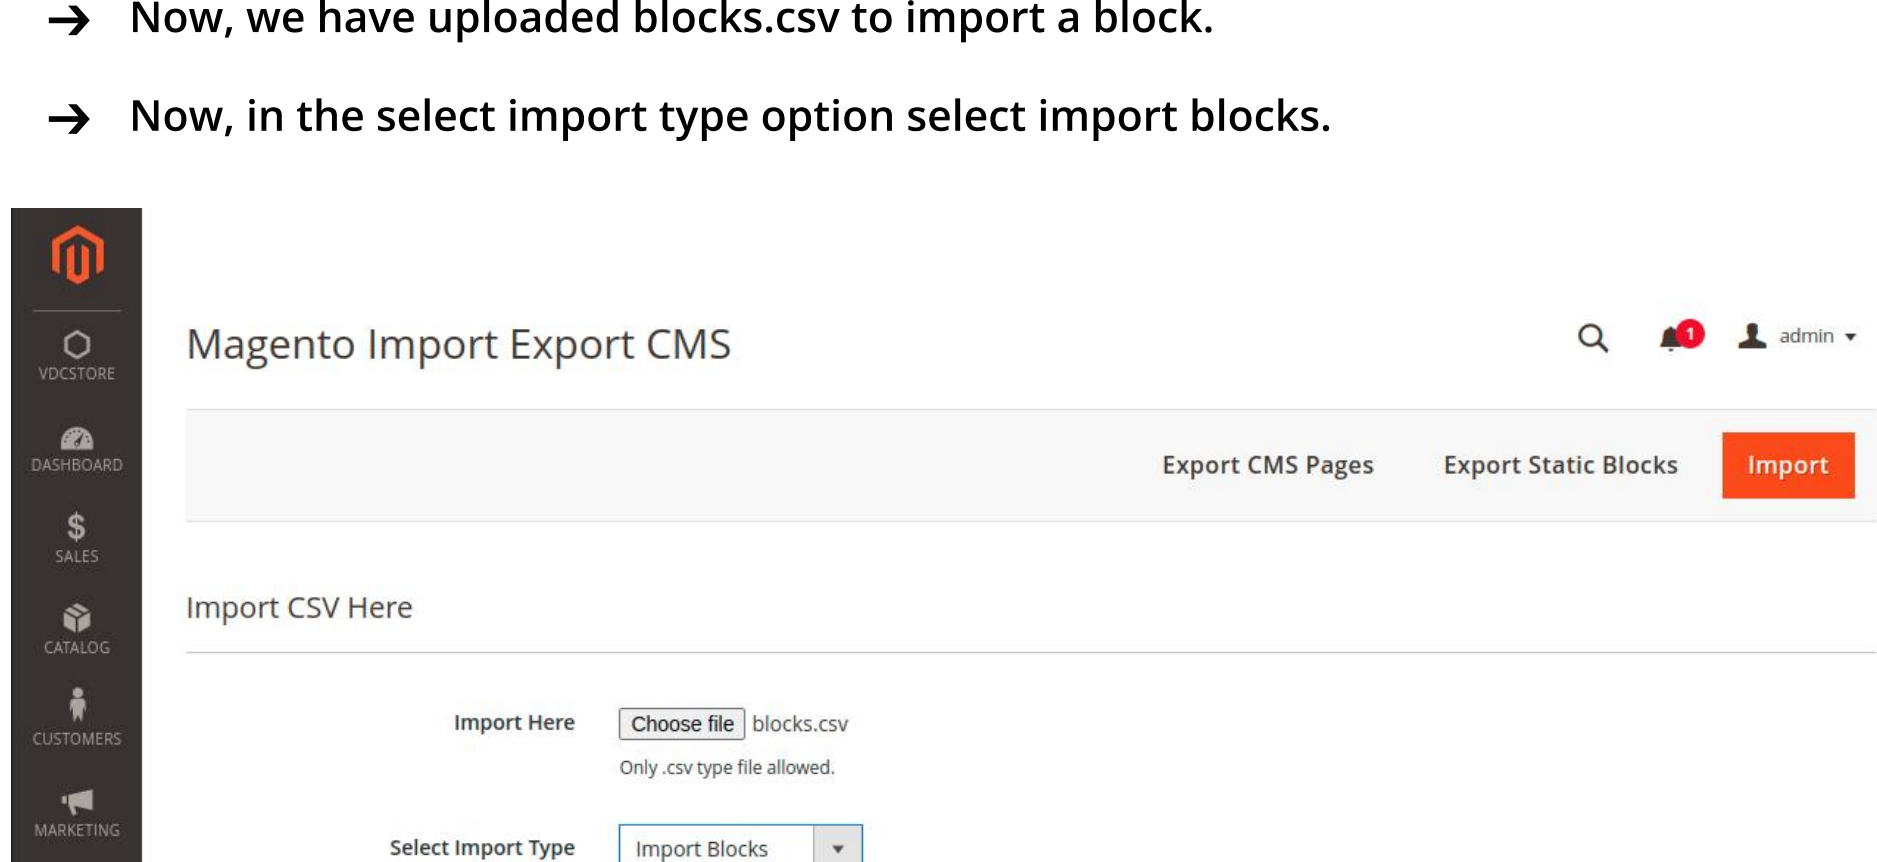 → Now, we have uploaded blocks.csv to import a block.
→ Now, in the select import type option select import blocks.
VDCSTORE
DASHBOARD
$
SALES
CATALOG
CUSTOMERS
MARKETING
Magento Import Export CMS
1
admin
Export CMS Pages
Export Static Blocks
Import
Import CSV Here
Import Here
Choose file
blocks.csv
Only .csv type file allowed.
Select Import Type
Import Blocks